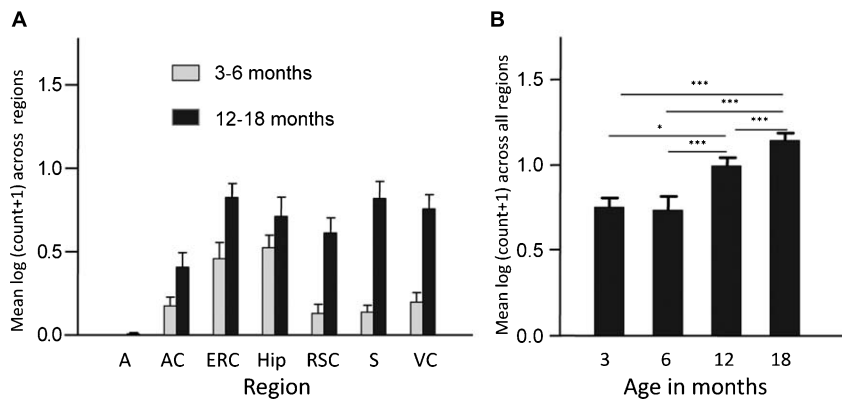 A
Mean log (count+1) across regions
1.5
1.0
0.5
0.0
3-6 months
12-18 months
A AC ERC Hip RSC S VC
Region
B
Mean log (count+1) across all regions
1.5
1.0
0.5
0.0
***
***
* ***
***
3 6 12 18
Age in months